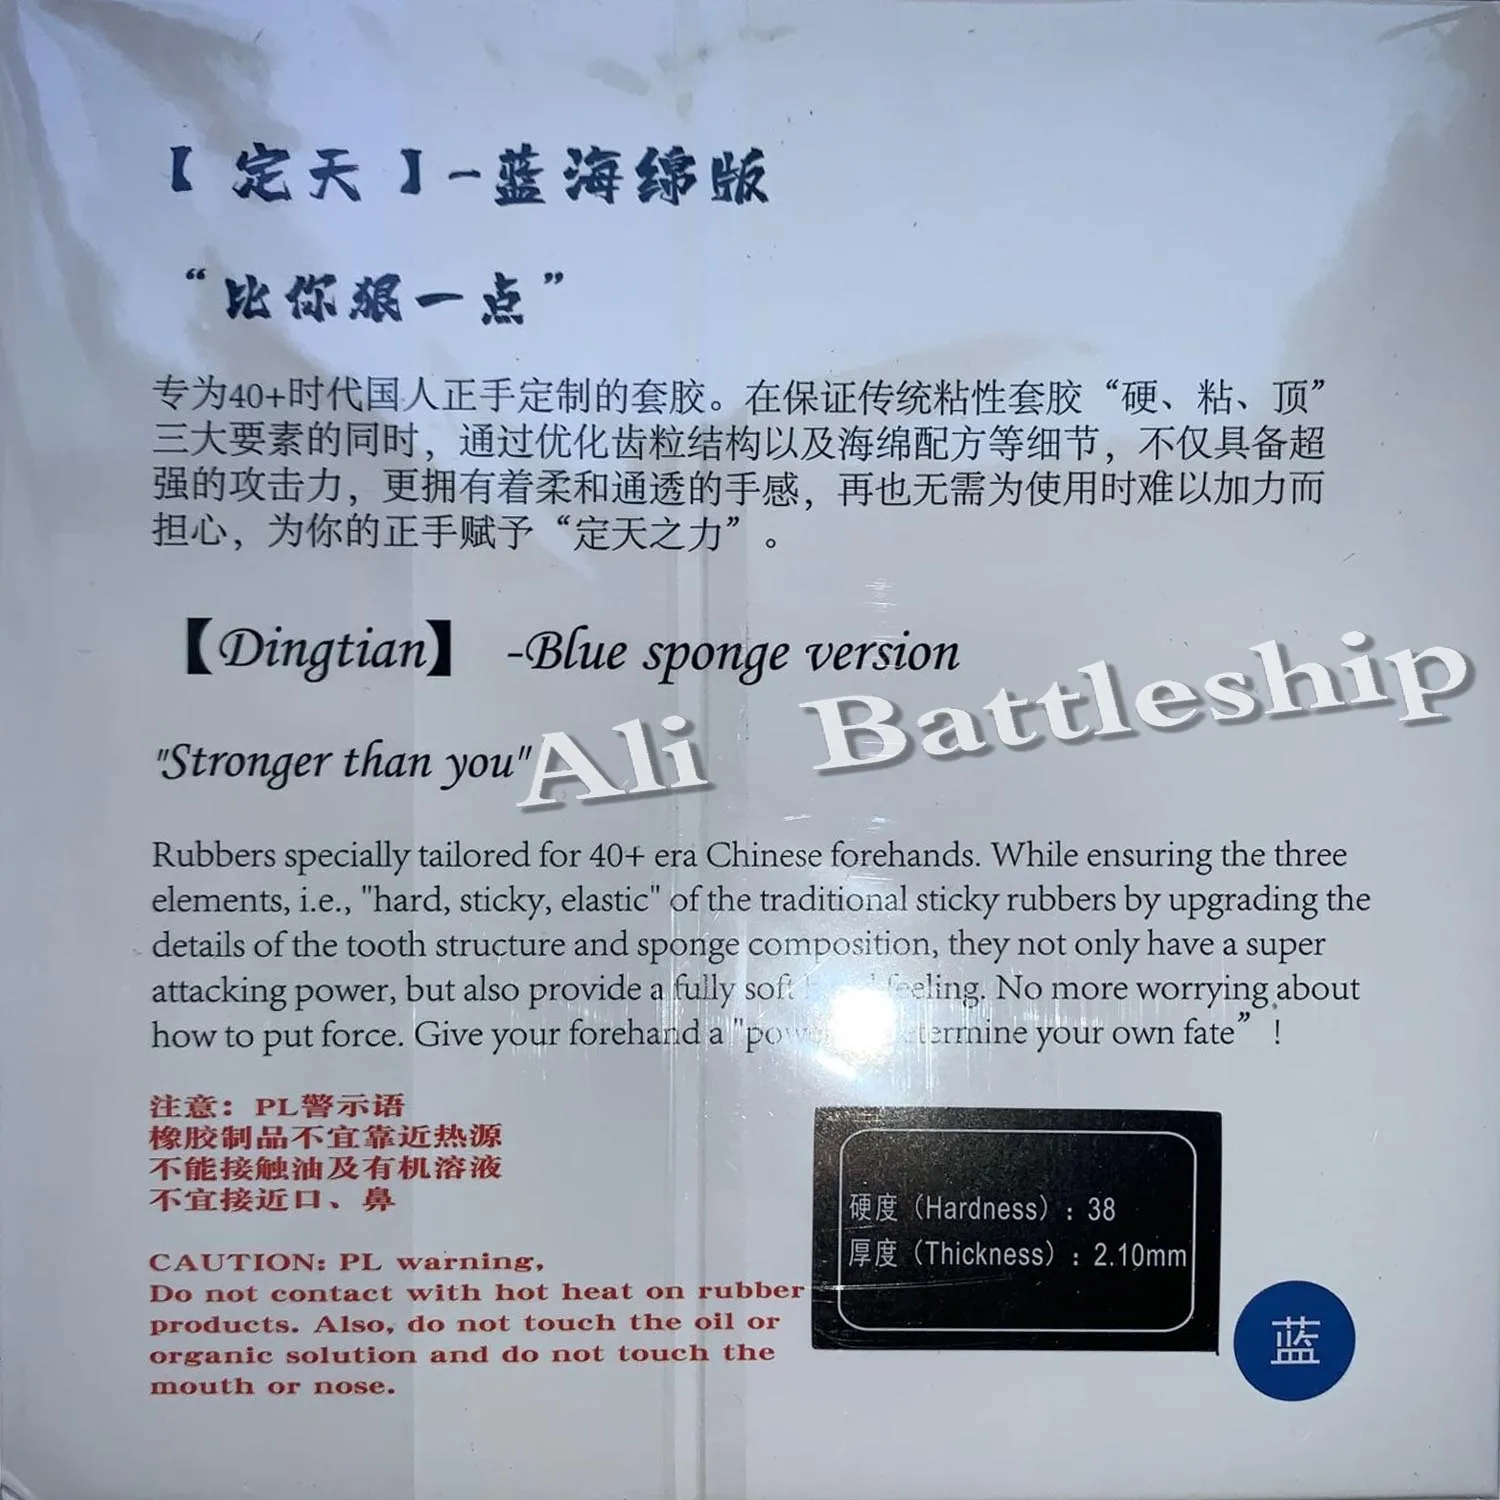 【定天】-蓝海绵版
“比你狠一点”
专为40+时代国人正手定制的套胶。在保证传统粘性套胶“硬、粘、顶”
三大要素的同时，通过优化齿粒结构以及海绵配方等细节，不仅具备超
强的攻击力，更拥有着柔和通透的手感，再也无需为使用时难以加力而
担心，为你的正手赋予“定天之力”。
【Dingtian】 -Blue sponge version
"Stronger than you"
Ali Battleship
Rubbers specially tailored for 40+ era Chinese forehands. While ensuring the three
elements, i.e., "hard, sticky, elastic" of the traditional sticky rubbers by upgrading the
details of the tooth structure and sponge composition, they not only have a super
attacking power, but also provide a fully soft feeling. No more worrying about
how to put force. Give your forehand a " your own fate”！
注意：PL警示语
橡胶制品不宜靠近热源
不能接触油及有机溶液
不宜接近口、鼻
CAUTION: PL warning,
Do not contact with hot heat on rubber
products. Also, do not touch the oil or
organic solution and do not touch the
mouth or nose.
硬度（Hardness）：38
厚度（Thickness）：2.10mm
蓝